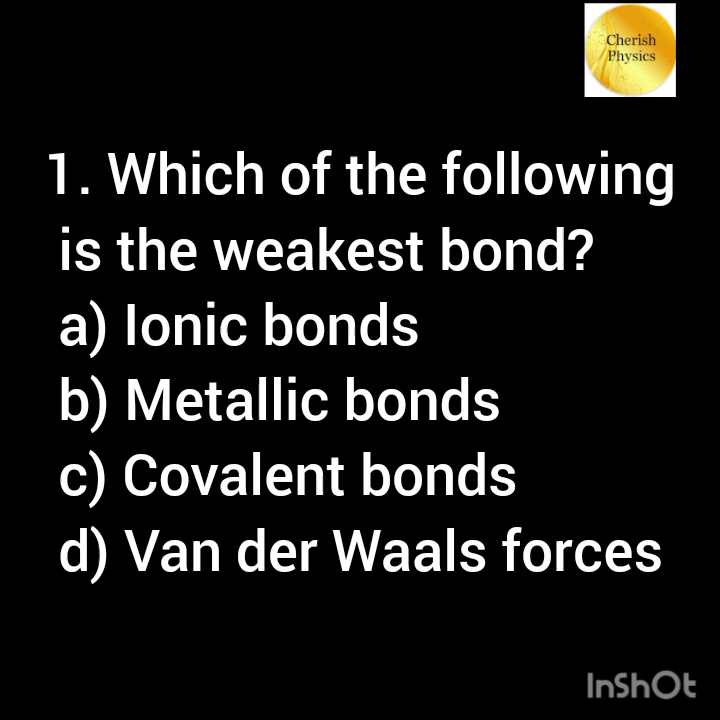 Cherish
Physics
1. Which of the following
is the weakest bond?
a) Ionic bonds
b) Metallic bonds
c) Covalent bonds
d) Van der Waals forces
InShOt